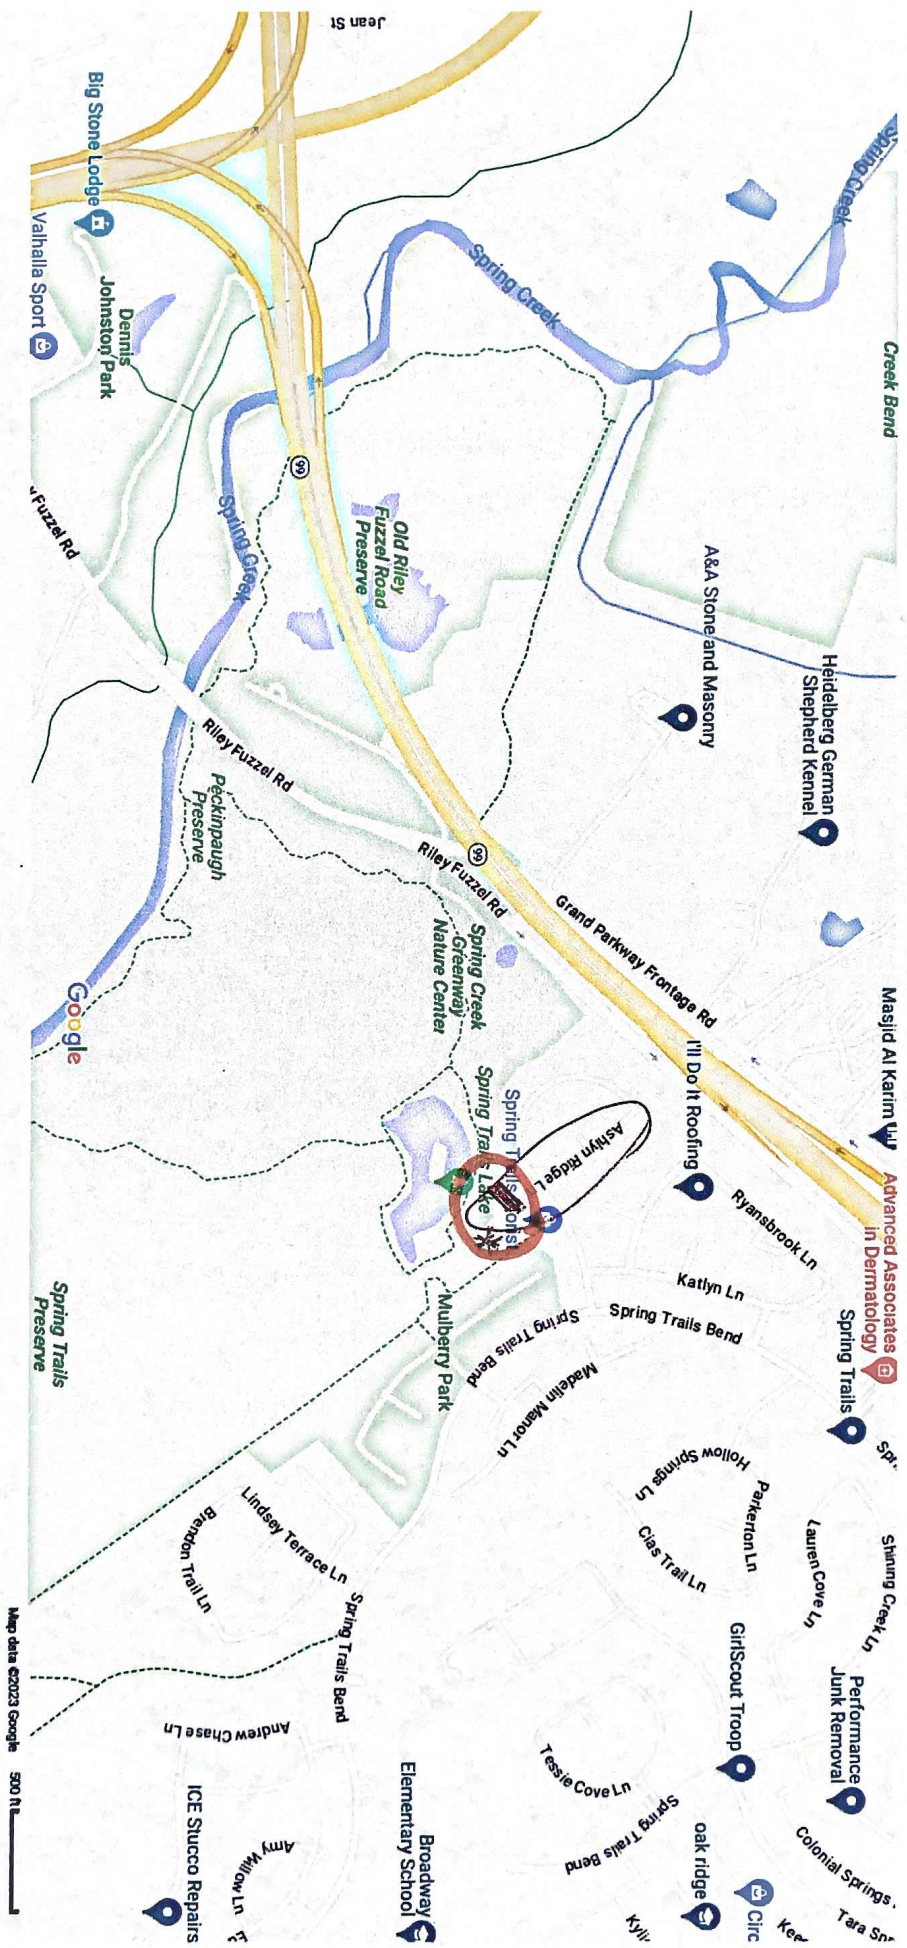 Jean St
Big Stone Lodge
Valhalla Sport
Dennis
Johnston Park
Spring Creek
Spring Creek
Creek Bend
99
Old Riley
Fuzzel Road
Preserve
Spring Creek
Fuzzel Rd
A&A Stone and Masonry
Heidelberg German
Shepherd Kennel
Riley Fuzzel Rd
Peckinpaugh
Preserve
99
Riley Fuzzel Rd
Grand Parkway Frontage Rd
Spring Creek
Greenway
Nature Center
Google
Masjid Al Karim
I'll Do It Roofing
Ashlyn Ridge L
Spring Trails
Spring Trails Lake
Advanced Associates
in Dermatology
Ryansbrook Ln
Katlyn Ln
Spring Trails Bend
Spring Trails Bend
Spring Trails
Mulberry Park
Madelin Manor Ln
Spring Trails
Preserve
Hollow Springs Ln
Parkerton Ln
Cias Trail Ln
Lauren Cove Ln
Shining Creek Ln
Lindsey Terrace Ln
Brendon Trail Ln
Spring Trails Bend
Andrew Chase Ln
GirlScout Troop
Performance
Junk Removal
Tessie Cove Ln
Spring Trails Bend
Colonial Springs
oak ridge
Circ
Broadway
Elementary School
ICE Stucco Repairs
Amy Willow Ln
Map data ©2023 Google
500 ft